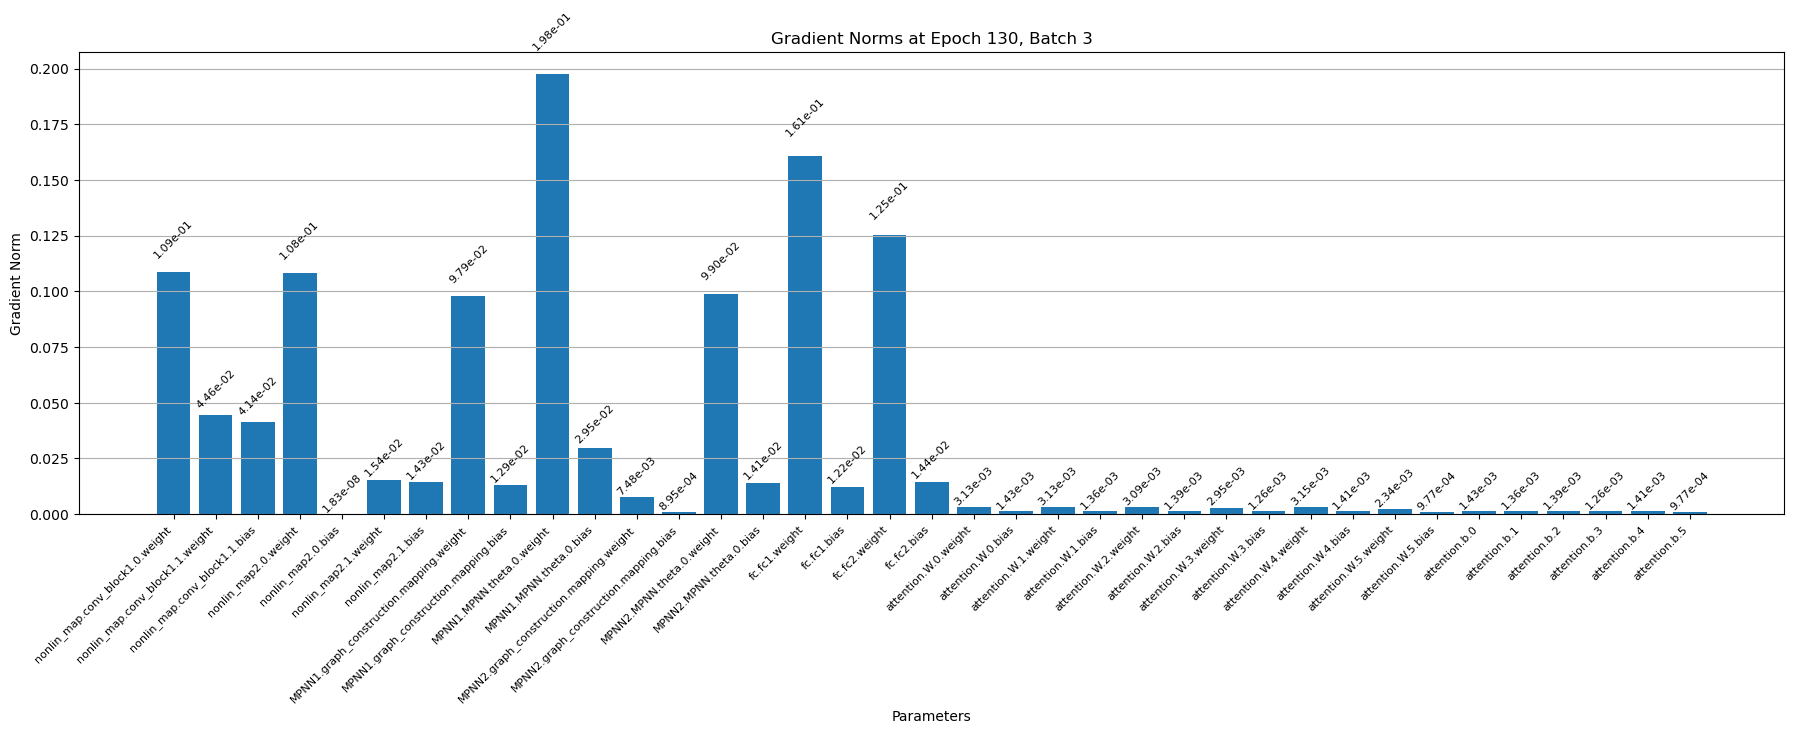 Gradient Norms at Epoch 130, Batch 3
Gradient Norm
0.200
0.175
0.150
0.125
0.100
0.075
0.050
0.025
0.000
1.09e-01
4.46e-02
4.14e-02
1.08e-01
1.83e-08
1.54e-02
1.43e-02
9.79e-02
1.29e-02
1.98e-01
2.95e-02
7.48e-03
8.95e-04
9.90e-02
1.41e-02
1.61e-01
1.22e-02
1.25e-01
1.44e-02
3.13e-03
1.43e-03
3.13e-03
1.36e-03
3.09e-03
1.39e-03
2.95e-03
1.26e-03
3.15e-03
1.41e-03
2.34e-03
9.77e-04
1.43e-03
1.36e-03
1.39e-03
1.26e-03
1.41e-03
9.77e-04
nonlin_map.conv_block1.0.weight
nonlin_map.conv_block1.1.weight
nonlin_map.conv_block1.1.bias
nonlin_map2.0.weight
nonlin_map2.0.bias
nonlin_map2.1.weight
nonlin_map2.1.bias
MPNN1.graph_construction.mapping.weight
MPNN1.graph_construction.mapping.bias
MPNN1.MPNN.theta.0.weight
MPNN1.MPNN.theta.0.bias
MPNN2.graph_construction.mapping.weight
MPNN2.graph_construction.mapping.bias
MPNN2.MPNN.theta.0.weight
MPNN2.MPNN.theta.0.bias
fc.fc1.weight
fc.fc1.bias
fc.fc2.weight
fc.fc2.bias
attention.W.0.weight
attention.W.0.bias
attention.W.1.weight
attention.W.1.bias
attention.W.2.weight
attention.W.2.bias
attention.W.3.weight
attention.W.3.bias
attention.W.4.weight
attention.W.4.bias
attention.W.5.weight
attention.W.5.bias
attention.b.0
attention.b.1
attention.b.2
attention.b.3
attention.b.4
attention.b.5
Parameters